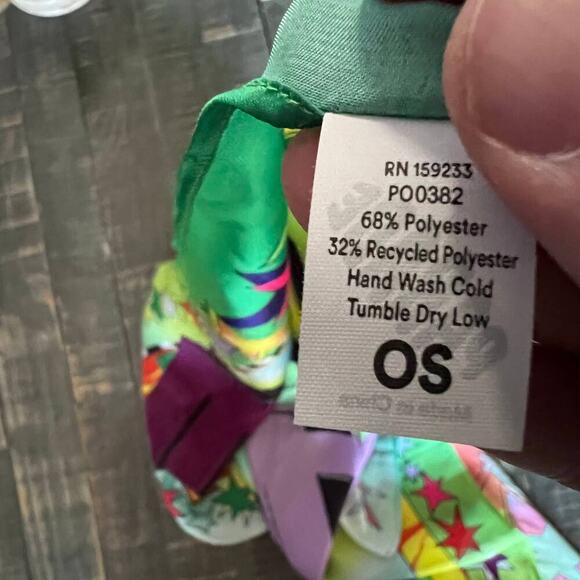 RN 159233
PO0382
68% Polyester
32% Recycled Polyester
Hand Wash Cold
Tumble Dry Low
OS